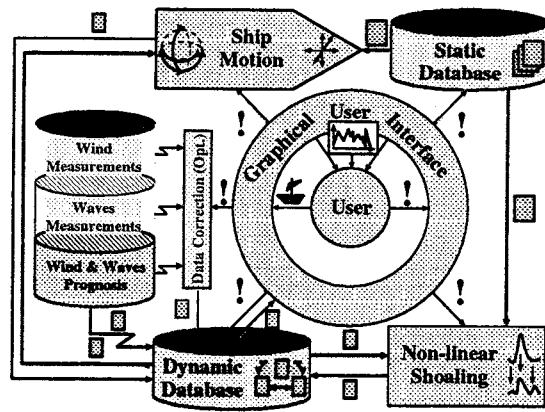 Ship
Motion
Static
Database
!
!
User
Graphical
Interface
Wind
Measurements
Waves
Measurements
Wind & Waves
Prognosis
Data Correction (Opt.)
!
!
User
!
!
!
Dynamic
Database
Non-linear
Shoaling